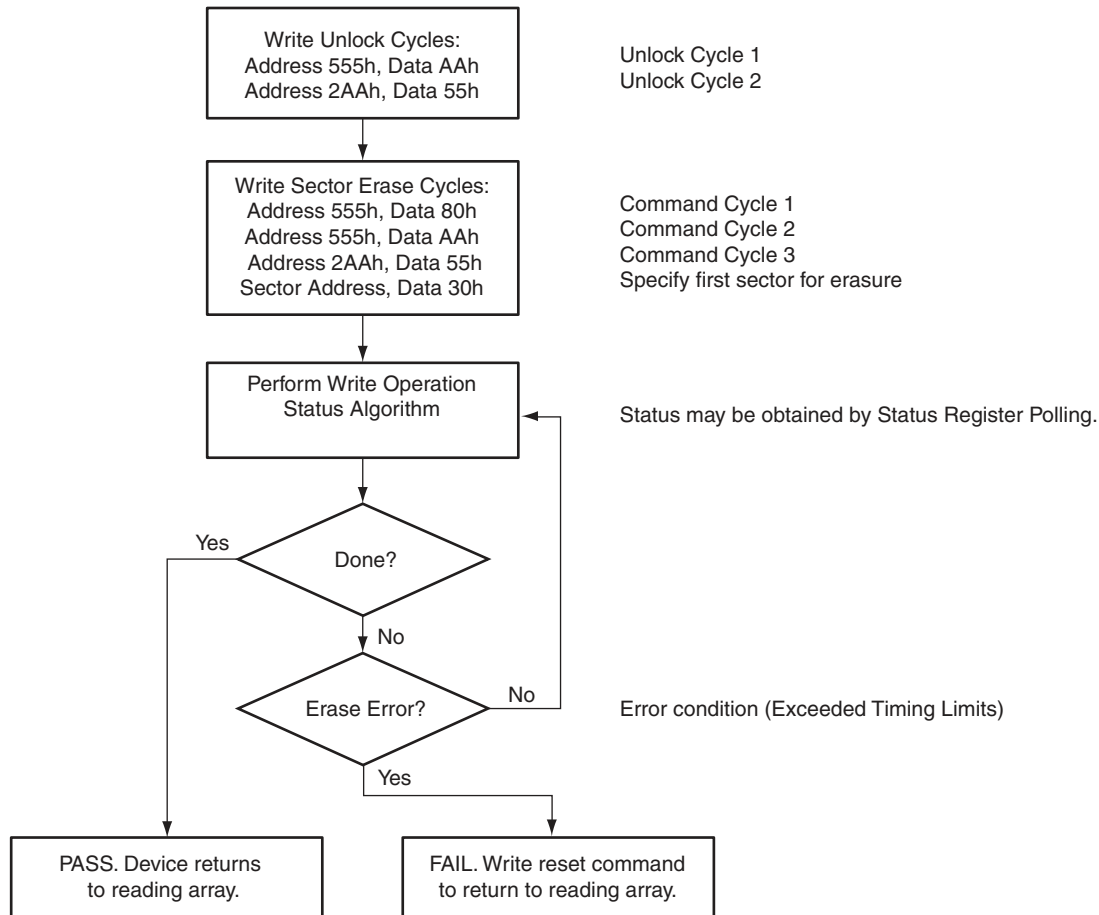 Write Unlock Cycles:
Address 555h, Data AAh
Address 2AAh, Data 55h
Unlock Cycle 1
Unlock Cycle 2
Write Sector Erase Cycles:
Address 555h, Data 80h
Address 555h, Data AAh
Address 2AAh, Data 55h
Sector Address, Data 30h
Command Cycle 1
Command Cycle 2
Command Cycle 3
Specify first sector for erasure
Perform Write Operation
Status Algorithm
Status may be obtained by Status Register Polling.
Yes
Done?
No
Erase Error?
No
Error condition (Exceeded Timing Limits)
Yes
PASS. Device returns
to reading array.
FAIL. Write reset command
to return to reading array.